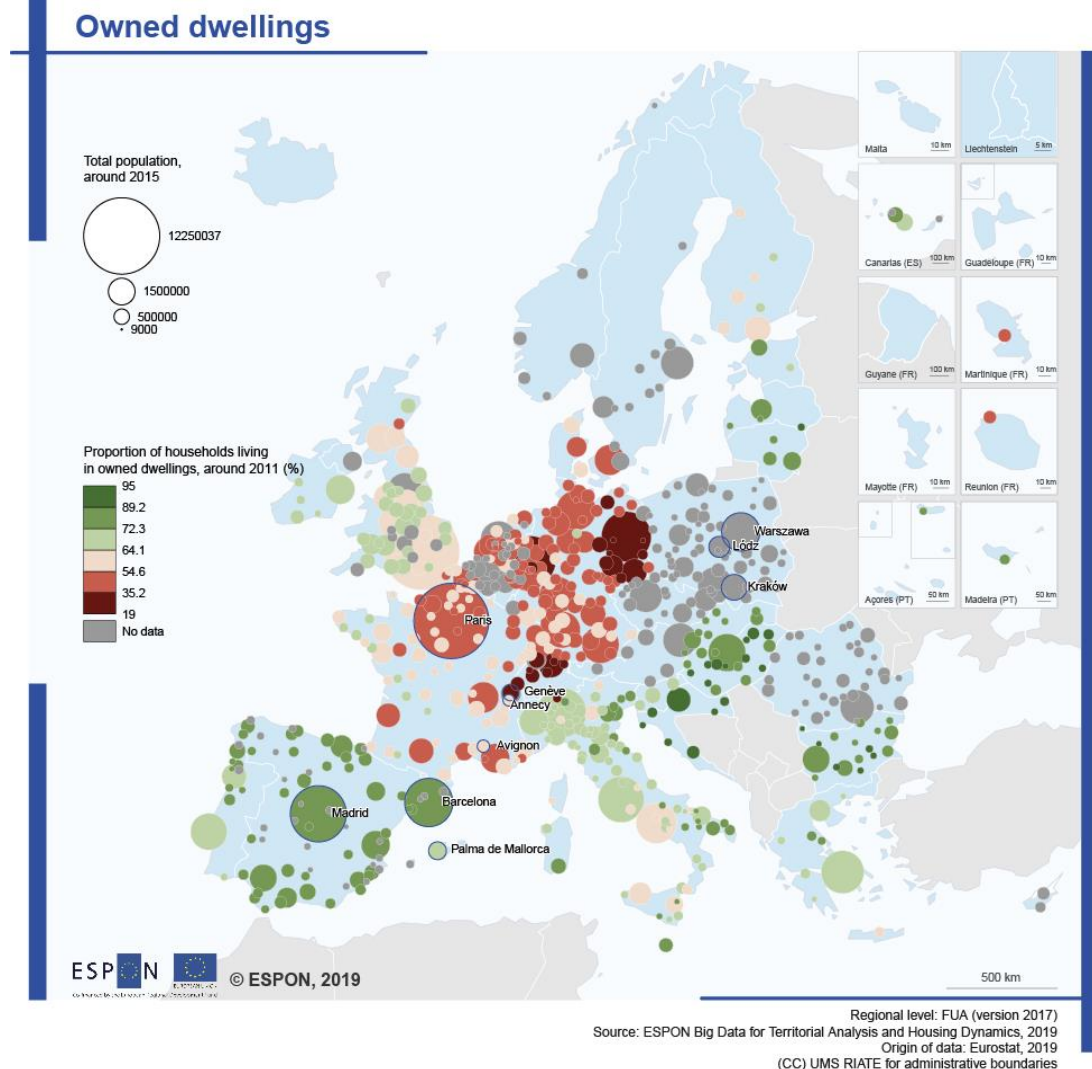 Owned dwellings
Total population,
around 2015
12250037
1500000
500000
9000
Proportion of households living
in owned dwellings, around 2011 (%)
95
89.2
72.3
64.1
54.6
35.2
19
No data
Malta
10 km
Liechtenstein
5 km
Canarias (ES)
100 km
Guadeloupe (FR)
10 km
Guyane (FR)
100 km
Martinique (FR)
10 km
Mayotte (FR)
10 km
Reunion (FR)
10 km
Açores (PT)
50 km
Madeira (PT)
50 km
Warszawa
Lódz
Kraków
Paris
Genève
Annecy
Avignon
Barcelona
Madrid
Palma de Mallorca
ESPON
© ESPON, 2019
500 km
Regional level: FUA (version 2017)
Source: ESPON Big Data for Territorial Analysis and Housing Dynamics, 2019
Origin of data: Eurostat, 2019
(CC) UMS RIATE for administrative boundaries